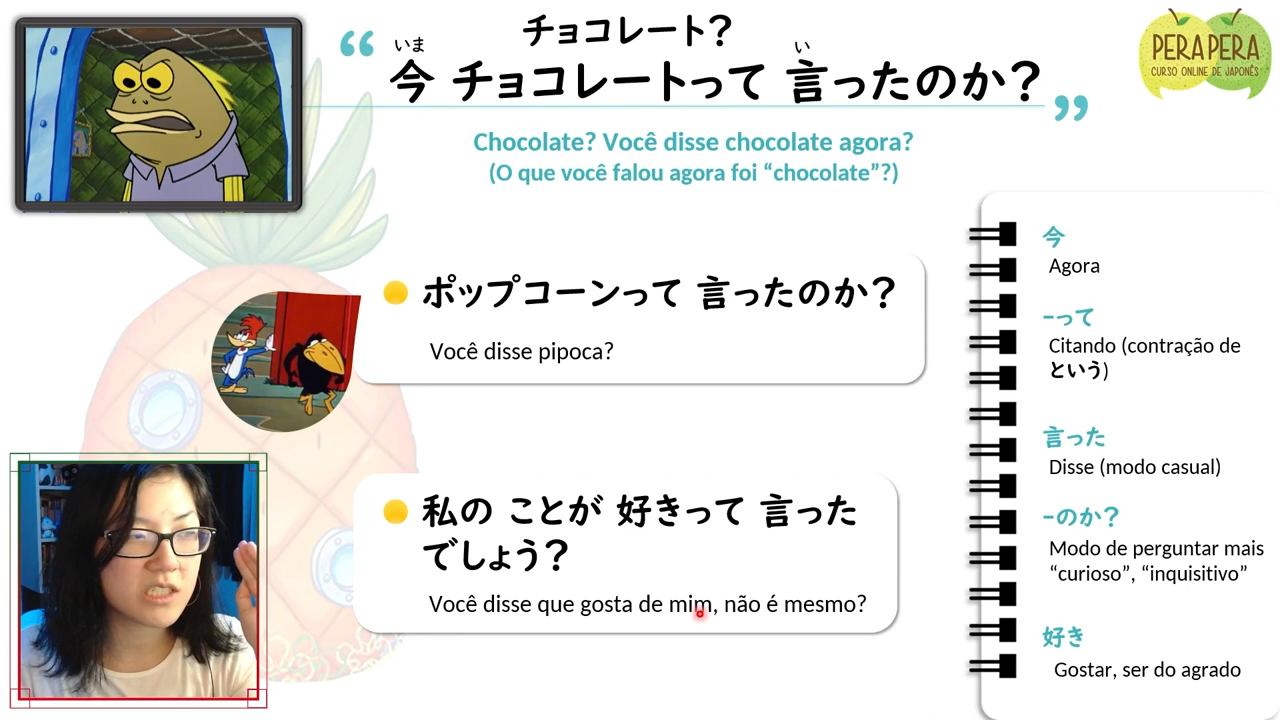 チョコレート？
いま
い
“ 今 チョコレートって 言ったのか？ ”
Chocolate? Você disse chocolate agora?
(O que você falou agora foi “chocolate”?)
PERA PERA
CURSO ONLINE DE JAPONÊS
ポップコーンって 言ったのか？
Você disse pipoca?
私の ことが 好きって 言った
でしょう？
Você disse que gosta de mim, não é mesmo?
今
Agora
-って
Citando (contração de
という)
言った
Disse (modo casual)
-のか？
Modo de perguntar mais
“curioso”, “inquisitivo”
好き
Gostar, ser do agrado